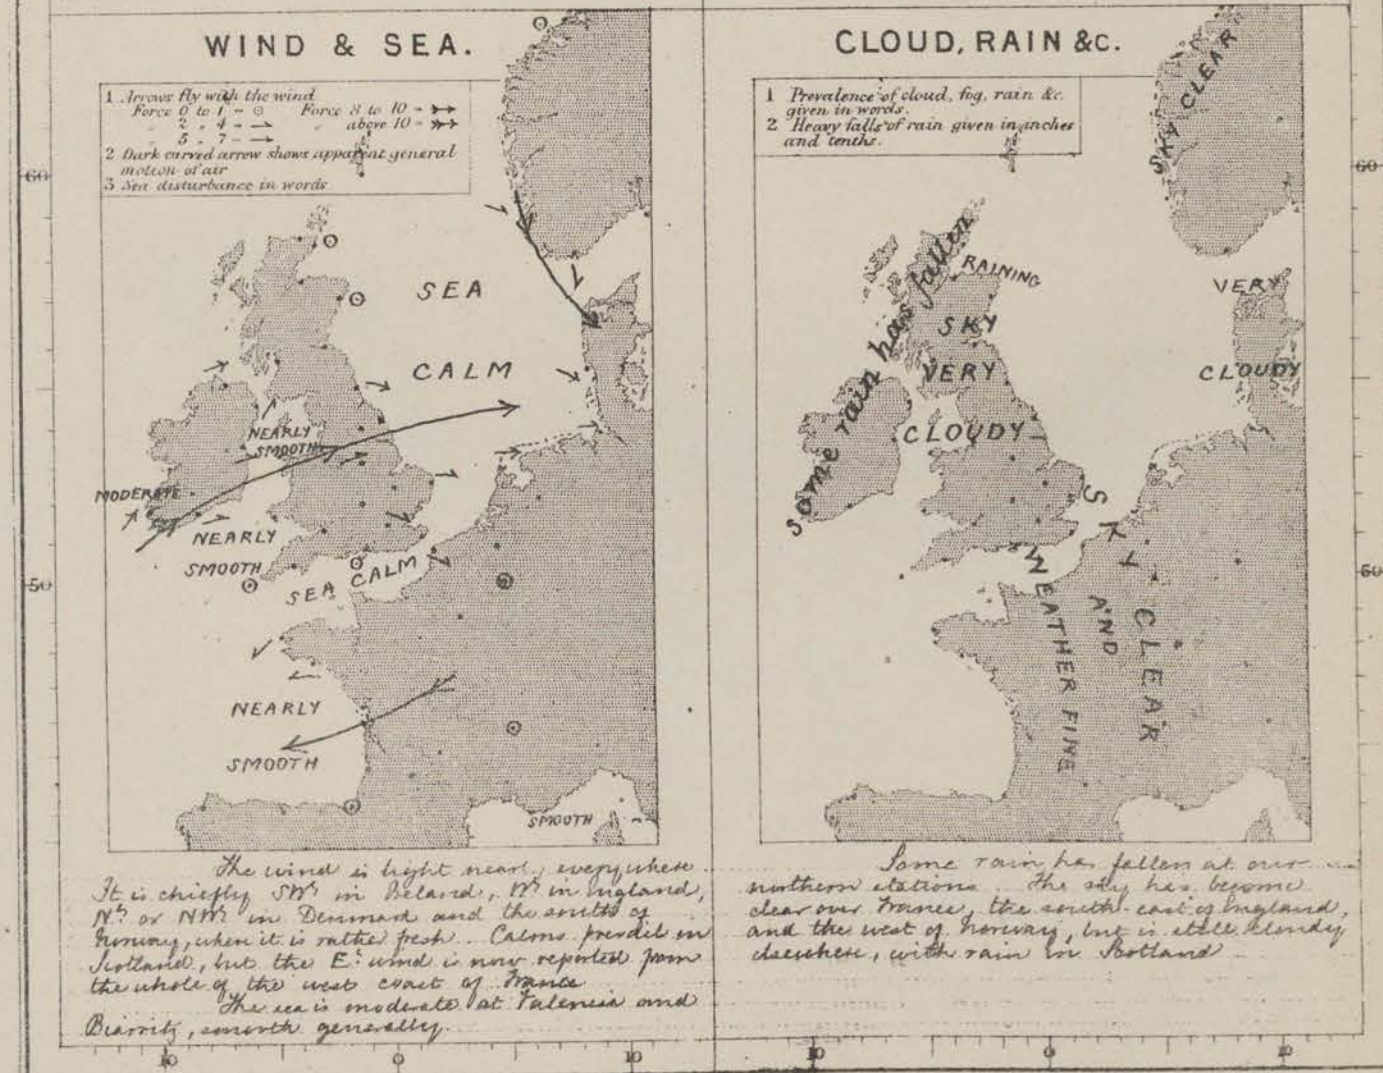 WIND & SEA.
1 Arrows fly with the wind
Force 0 to 1 - ⊙ Force 8 to 10 -
" 2 " 4 - " above 10 -
" 5 " 7 -
2 Dark curved arrow shows apparent general
motion of air
3 Sea disturbance in words
60
SEA
CALM
NEARLY
SMOOTH
MODERATE
NEARLY
SMOOTH
SEA CALM
50
NEARLY
SMOOTH
SMOOTH
The wind is light nearly everywhere.
It is chiefly SWy in Ireland, Wy in England,
Ny or NWy in Denmark and the south of
Norway, where it is rather fresh. Calms prevail in
Scotland, but the Ey wind is now reported from
the whole of the west coast of France
The sea is moderate at Valencia and
Biarritz, smooth generally.
10 0 10
CLOUD, RAIN &c.
1 Prevalence of cloud, fog, rain &c.
given in words.
2 Heavy falls of rain given in inches
and tenths.
SKY CLEAR
60
Some rain has fallen
RAINING
SKY
VERY
CLOUDY
VERY
CLOUDY
SKY CLEAR
AND
WEATHER FINE
50
Some rain has fallen at our
northern stations. The sky has become
clear over France, the south-east of England,
and the west of Norway, but is still cloudy
elsewhere, with rain in Scotland
10 0 10